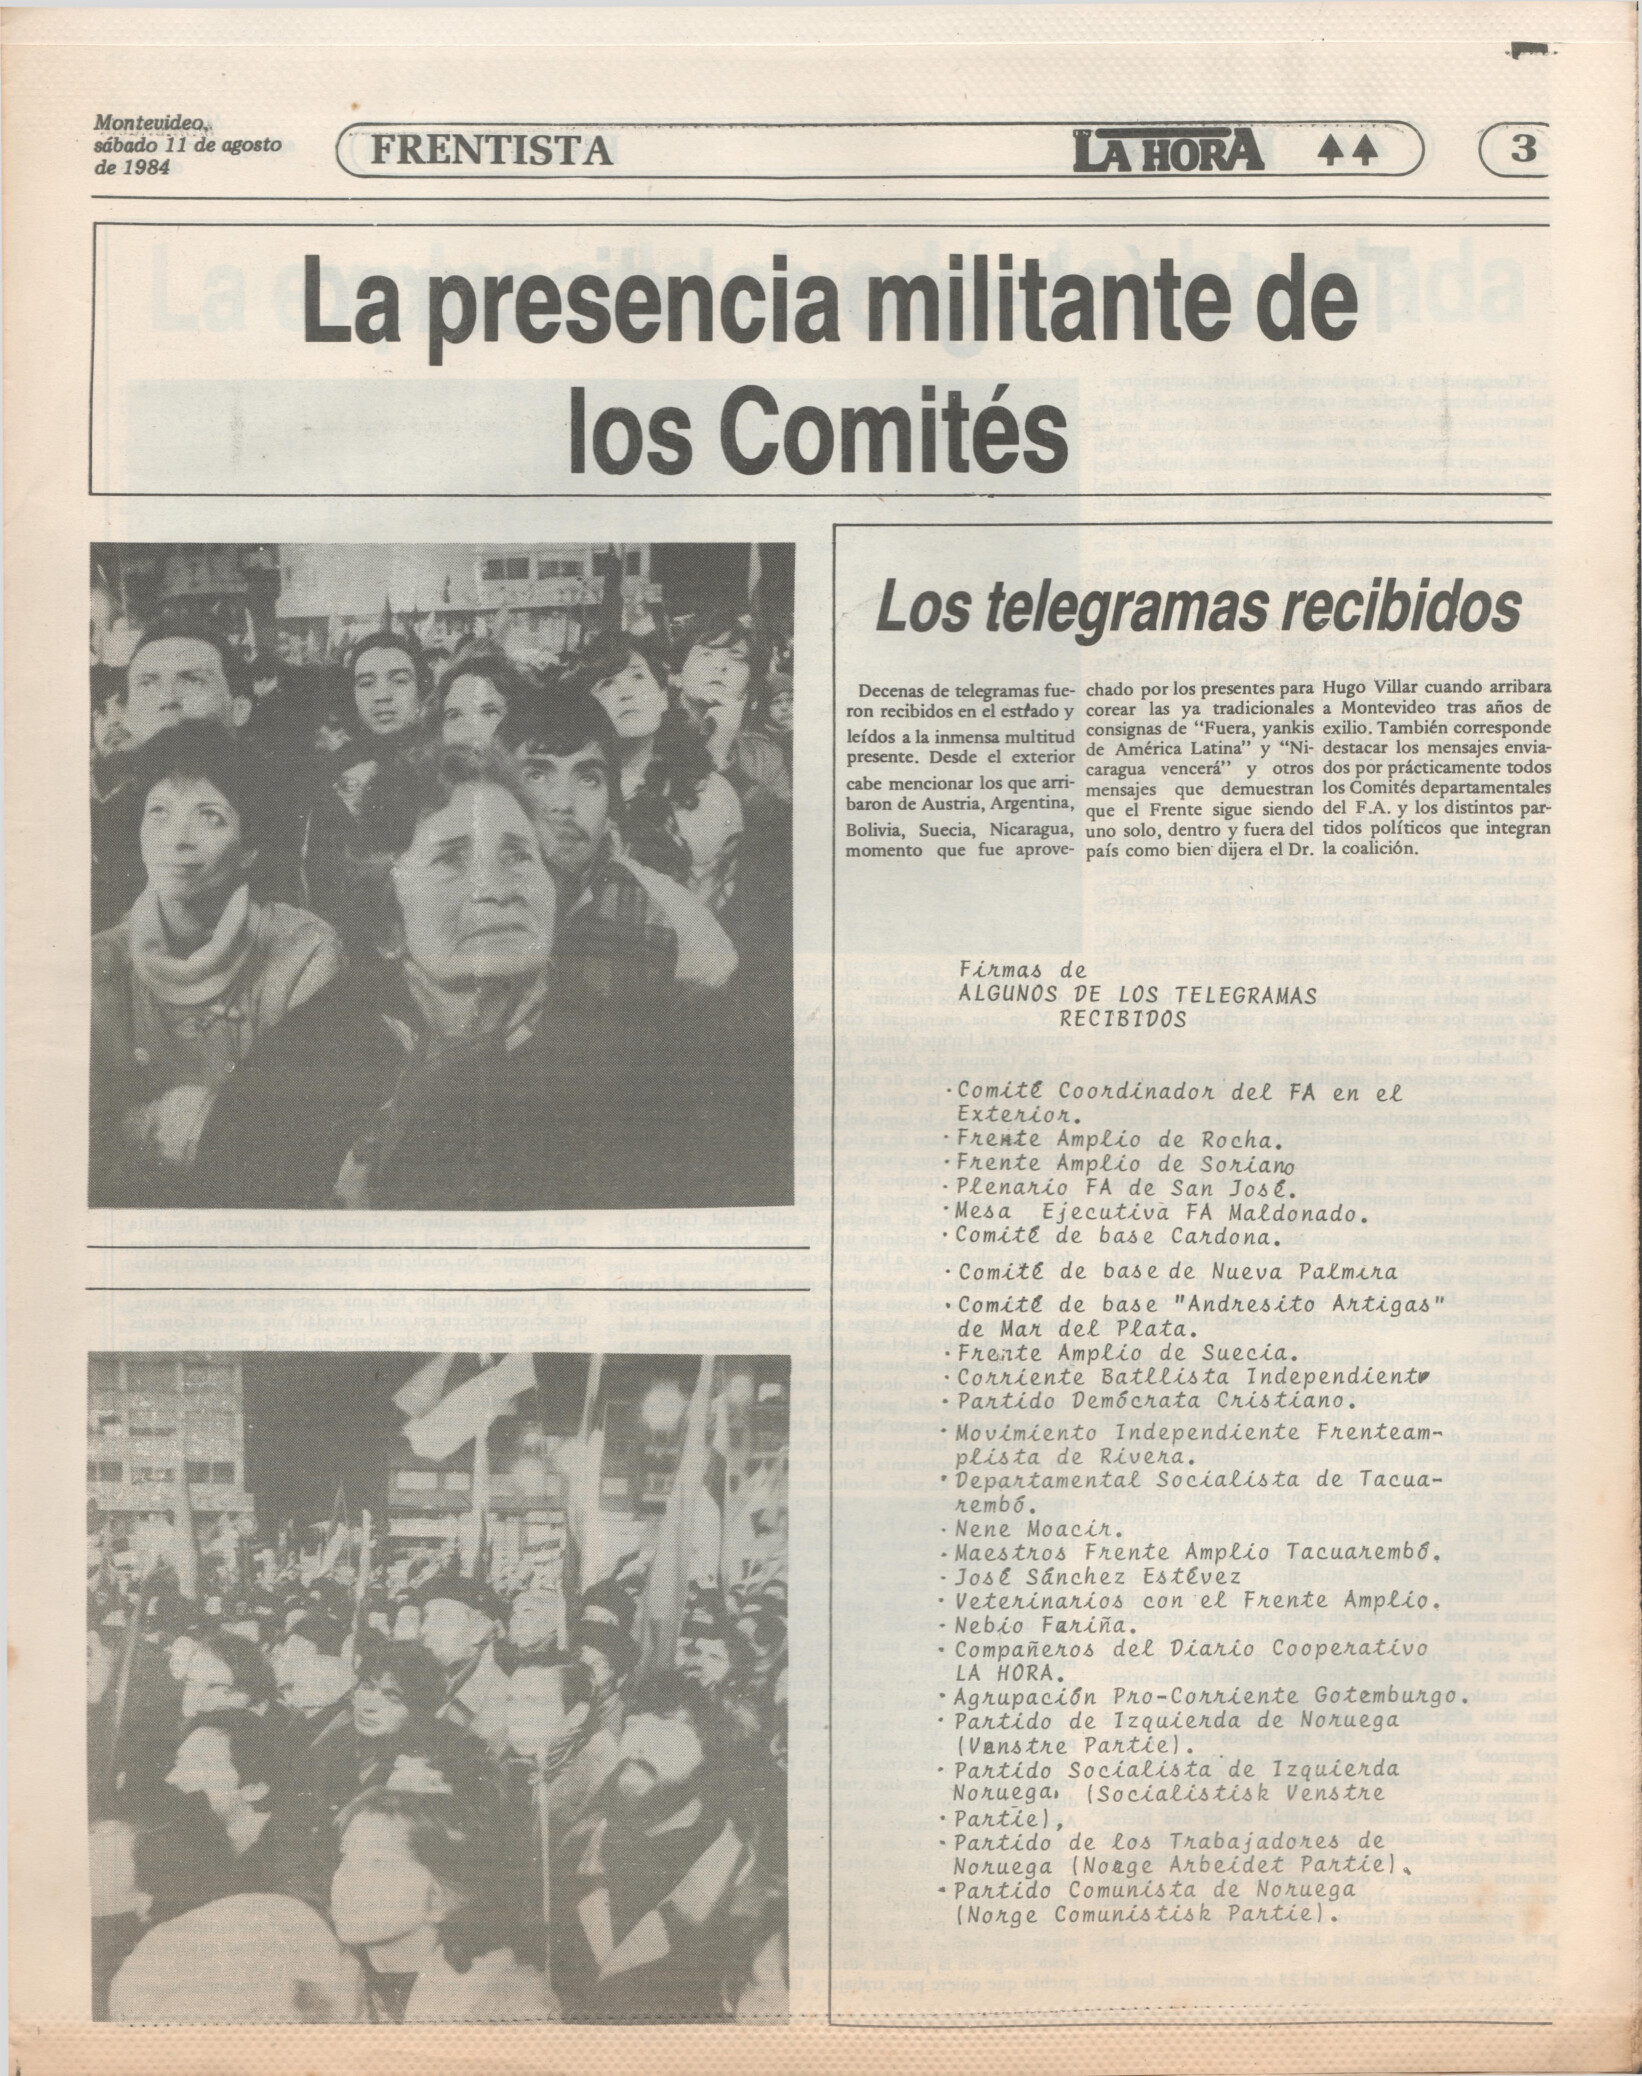 Montevideo,
sábado 11 de agosto
de 1984
FRENTISTA
LA HORA
3
La presencia militante de
los Comités
Los telegramas recibidos
Decenas de telegramas fue-
ron recibidos en el estrado y
leídos a la inmensa multitud
presente. Desde el exterior
cabe mencionar los que arri-
baron de Austria, Argentina,
Bolivia, Suecia, Nicaragua,
momento que fue aprove-
chado por los presentes para
corear las ya tradicionales
consignas de "Fuera, yankis
de América Latina" y "Ni-
caragua vencerá" y otros
mensajes que demuestran
que el Frente sigue siendo
uno solo, dentro y fuera del
país como bien dijera el Dr.
Hugo Villar cuando arribara
a Montevideo tras años de
exilio. También corresponde
destacar los mensajes envia-
dos por prácticamente todos
los Comités departamentales
del F.A. y los distintos par-
tidos políticos que integran
la coalición.
Firmas de
ALGUNOS DE LOS TELEGRAMAS
RECIBIDOS
· Comité Coordinador del FA en el
Exterior.
· Frente Amplio de Rocha.
· Frente Amplio de Soriano
· Plenario FA de San José.
· Mesa Ejecutiva FA Maldonado.
· Comité de base Cardona.
· Comité de base de Nueva Palmira
· Comité de base "Andresito Artigas"
de Mar del Plata.
· Frente Amplio de Suecia.
· Corriente Batllista Independiente
· Partido Demócrata Cristiano.
· Movimiento Independiente Frenteam-
plista de Rivera.
· Departamental Socialista de Tacua-
rembó.
· Nene Moacir.
· Maestros Frente Amplio Tacuarembó.
· José Sánchez Estévez
· Veterinarios con el Frente Amplio.
· Nebio Fariña.
· Compañeros del Diario Cooperativo
LA HORA.
· Agrupación Pro-Corriente Gotemburgo.
· Partido de Izquierda de Noruega
(Venstre Partie).
· Partido Socialista de Izquierda
Noruega, (Socialistisk Venstre
· Partie),
· Partido de los Trabajadores de
Noruega (Noege Arbeidet Partie).
· Partido Comunista de Noruega
(Norge Comunistisk Partie).